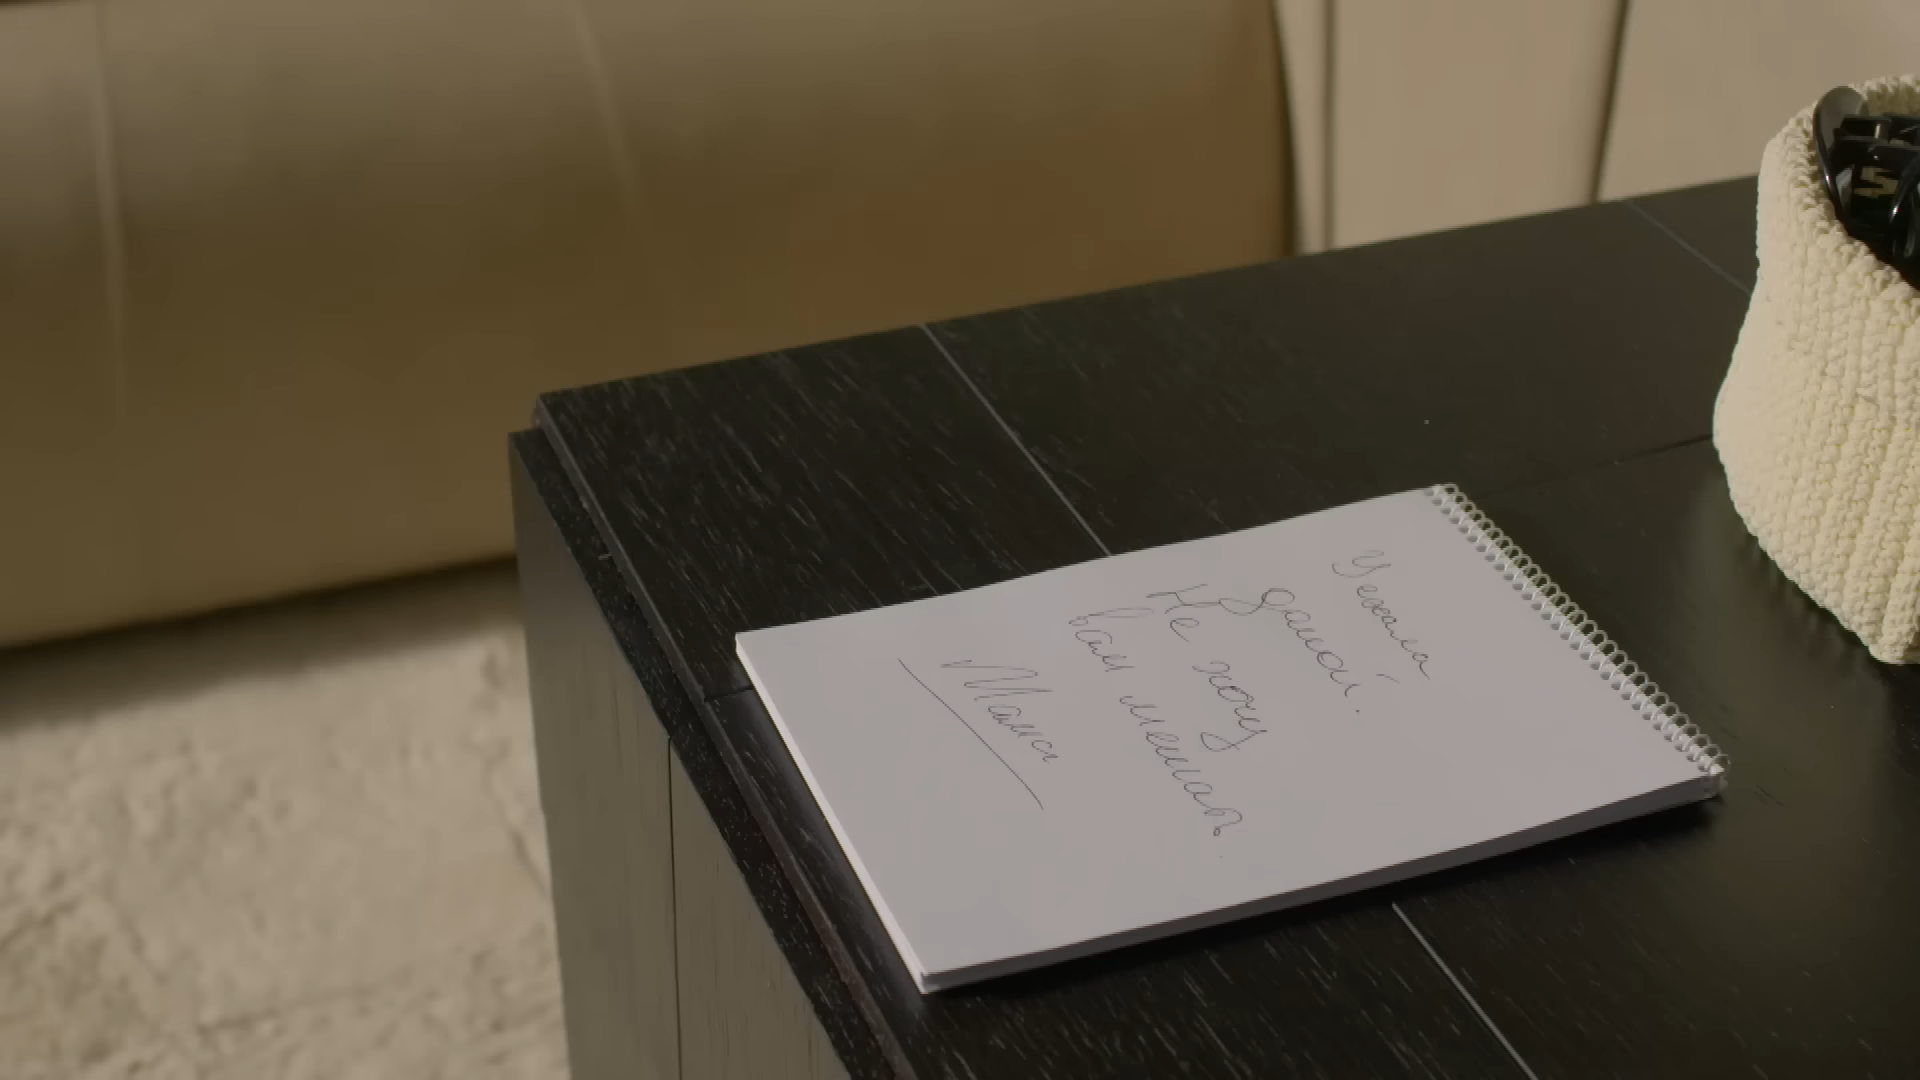 Уехала
домой.
Не хочу
вам мешать
Мама